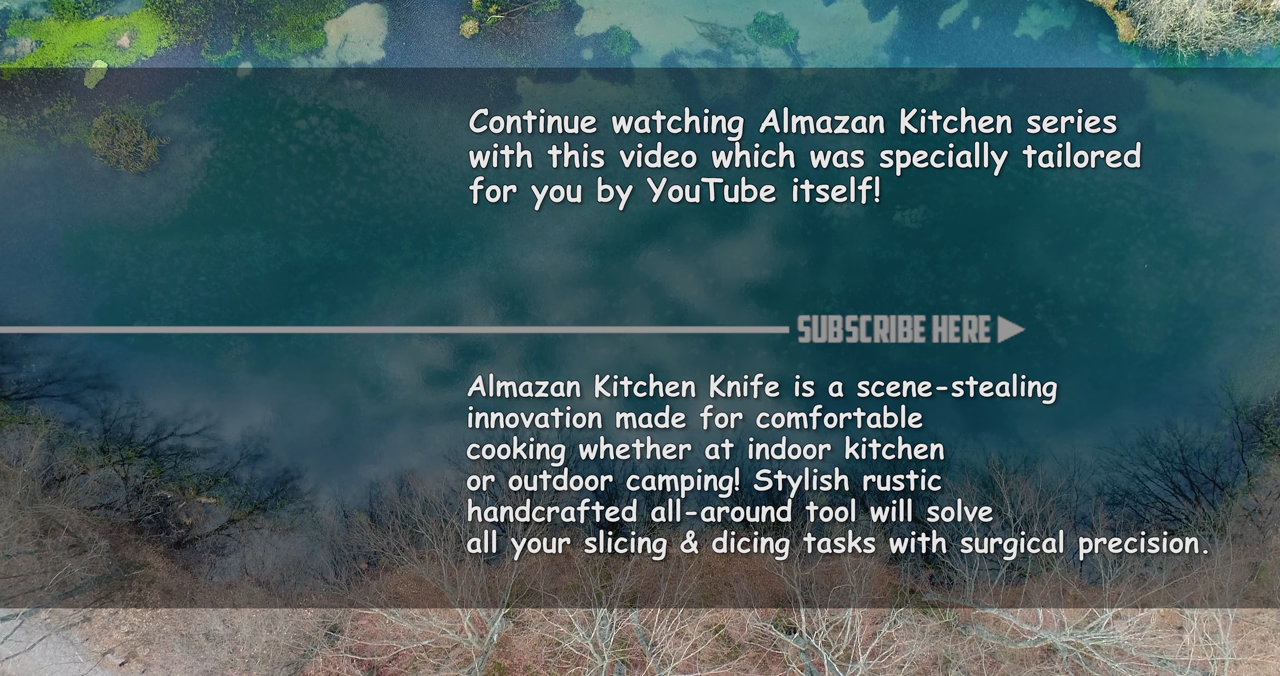 Continue watching Almazan Kitchen series
with this video which was specially tailored
for you by YouTube itself!
SUBSCRIBE HERE
Almazan Kitchen Knife is a scene-stealing
innovation made for comfortable
cooking whether at indoor kitchen
or outdoor camping! Stylish rustic
handcrafted all-around tool will solve
all your slicing & dicing tasks with surgical precision.